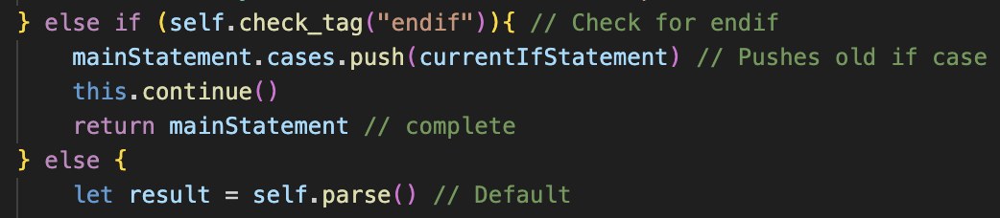 } else if (self.check_tag("endif")){ // Check for endif
mainStatement.cases.push(currentIfStatement) // Pushes old if case
this.continue()
return mainStatement // complete
} else {
let result = self.parse() // Default